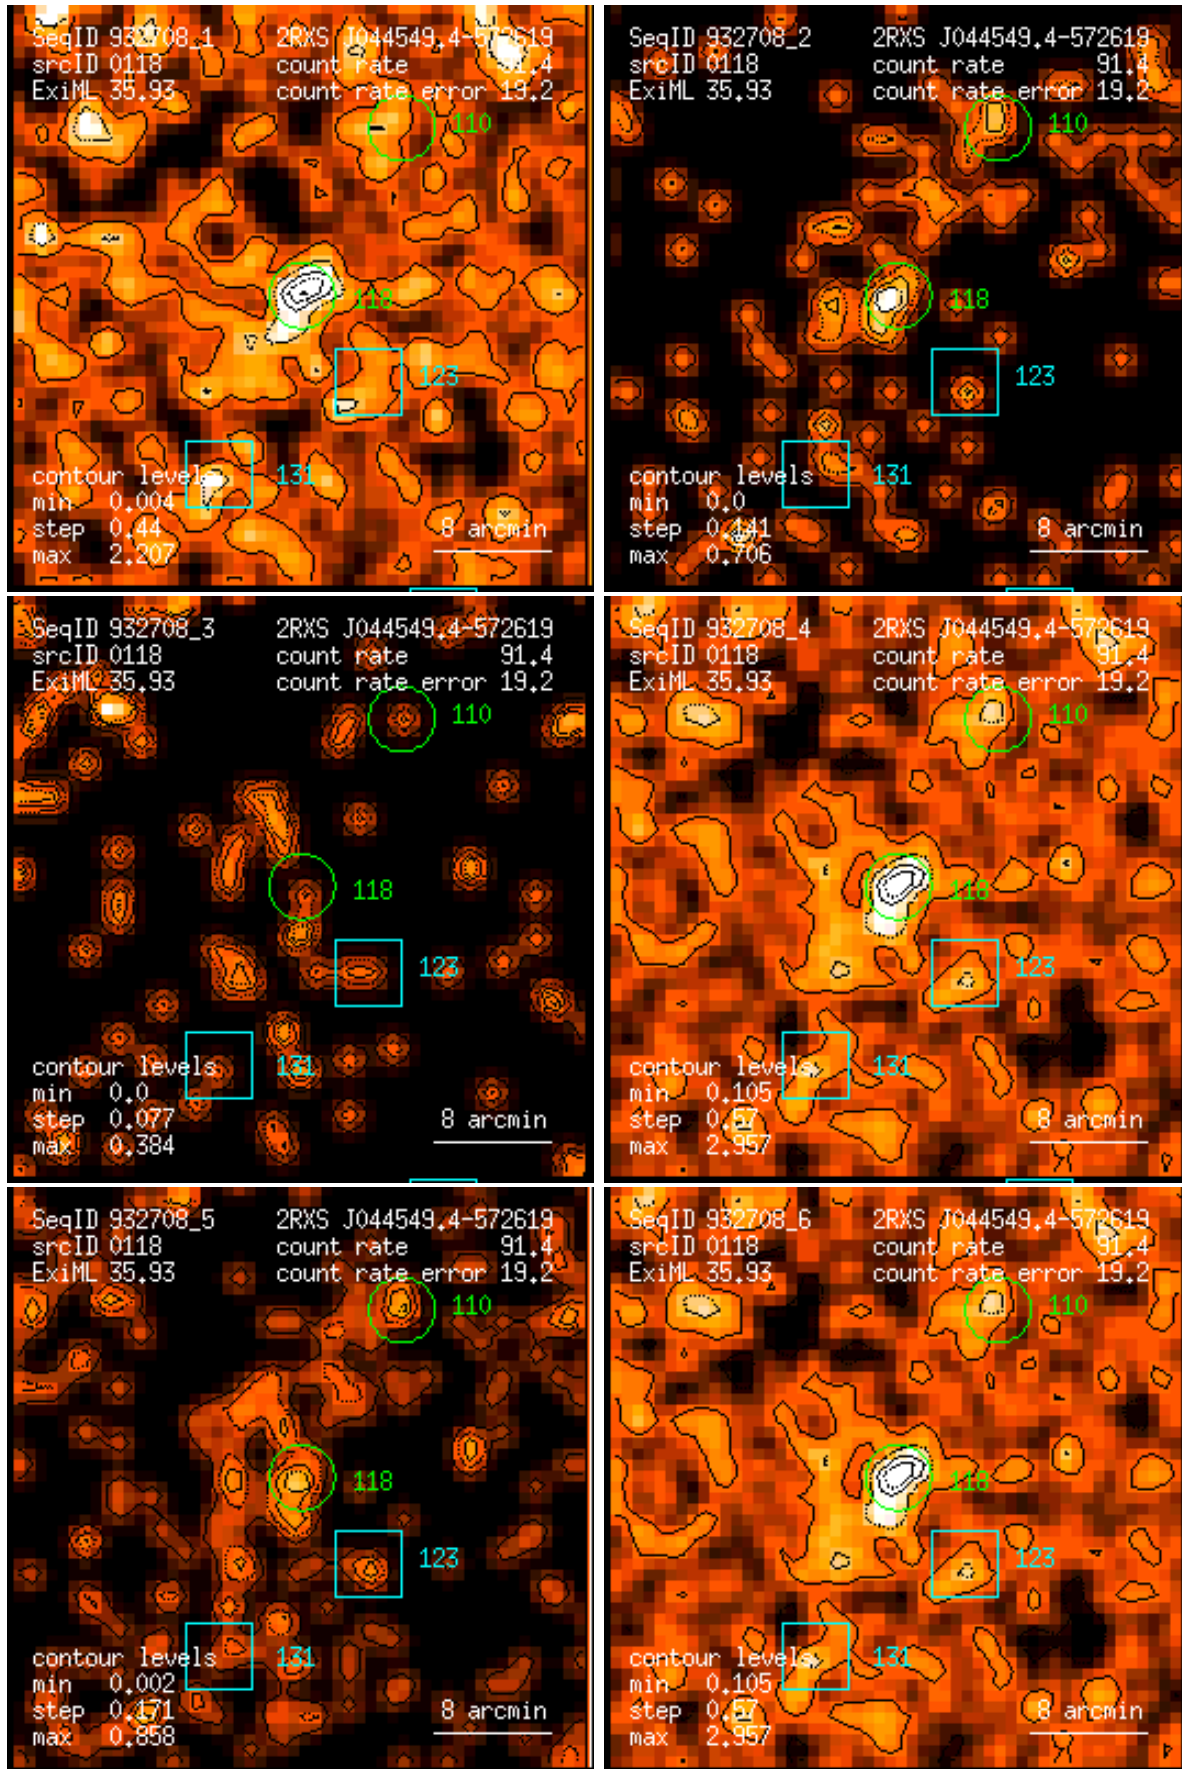 SeqID 932708_1 2RXS J044549.4-572619
srcID 0118 count rate 91.4
ExiML 35.93 count rate error 19.2
110
118
123
131
contour levels
min 0.004
step 0.44
max 2.207
8 arcmin
SeqID 932708_2 2RXS J044549.4-572619
srcID 0118 count rate 91.4
ExiML 35.93 count rate error 19.2
110
118
123
131
contour levels
min 0.0
step 0.141
max 0.706
8 arcmin
SeqID 932708_3 2RXS J044549.4-572619
srcID 0118 count rate 91.4
ExiML 35.93 count rate error 19.2
110
118
123
131
contour levels
min 0.0
step 0.077
max 0.384
8 arcmin
SeqID 932708_4 2RXS J044549.4-572619
srcID 0118 count rate 91.4
ExiML 35.93 count rate error 19.2
110
118
123
131
contour levels
min 0.105
step 0.57
max 2.957
8 arcmin
SeqID 932708_5 2RXS J044549.4-572619
srcID 0118 count rate 91.4
ExiML 35.93 count rate error 19.2
110
118
123
131
contour levels
min 0.002
step 0.171
max 0.858
8 arcmin
SeqID 932708_6 2RXS J044549.4-572619
srcID 0118 count rate 91.4
ExiML 35.93 count rate error 19.2
110
118
123
131
contour levels
min 0.105
step 0.57
max 2.957
8 arcmin